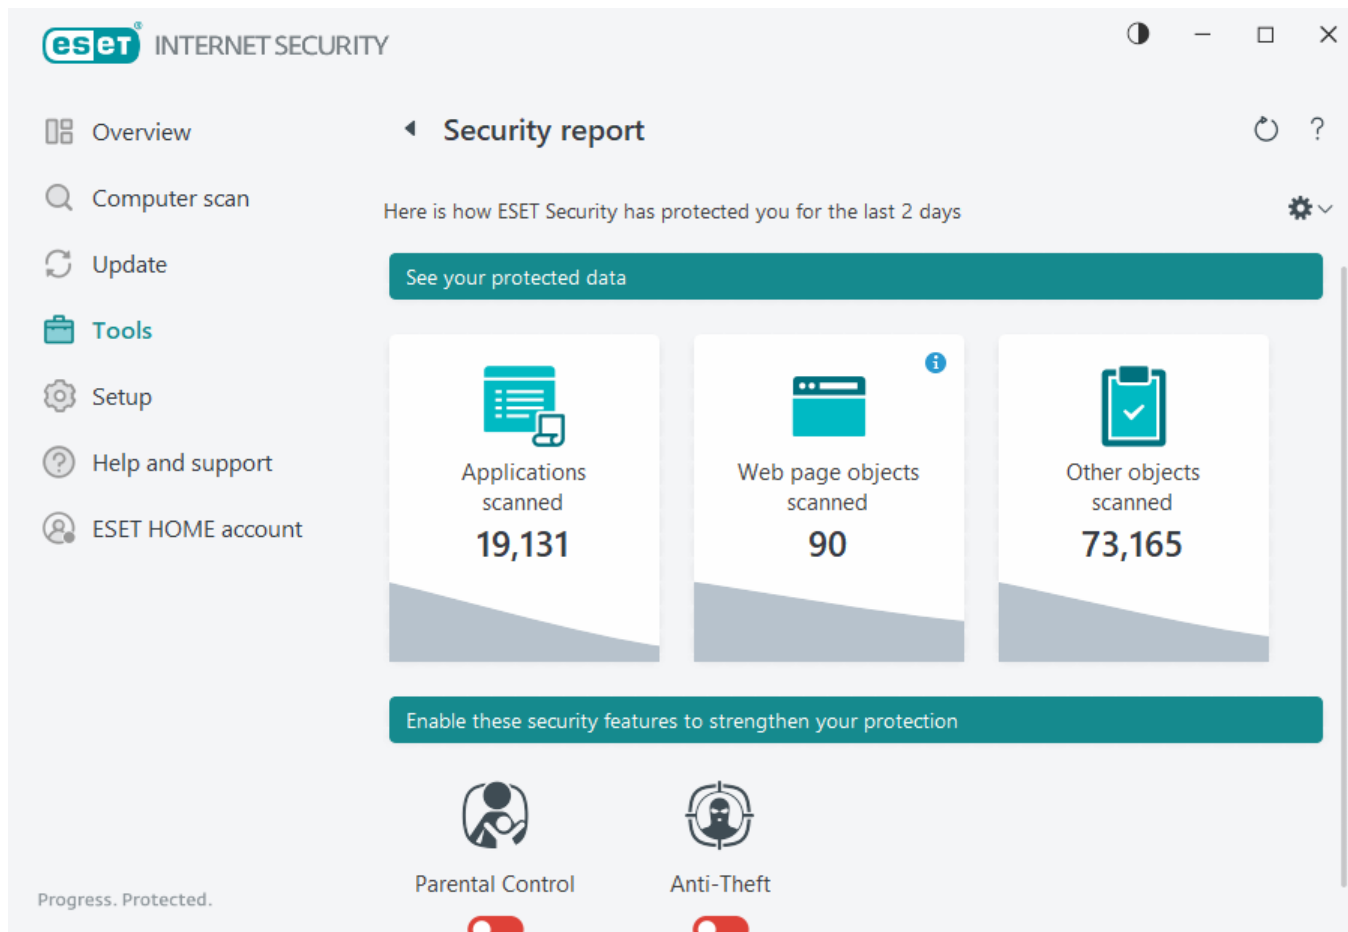 eset® INTERNET SECURITY
Overview
Computer scan
Update
Tools
Setup
Help and support
ESET HOME account
Progress. Protected.
Security report
?
Here is how ESET Security has protected you for the last 2 days
See your protected data
Applications
scanned
19,131
i
Web page objects
scanned
90
Other objects
scanned
73,165
Enable these security features to strengthen your protection
Parental Control
Anti-Theft